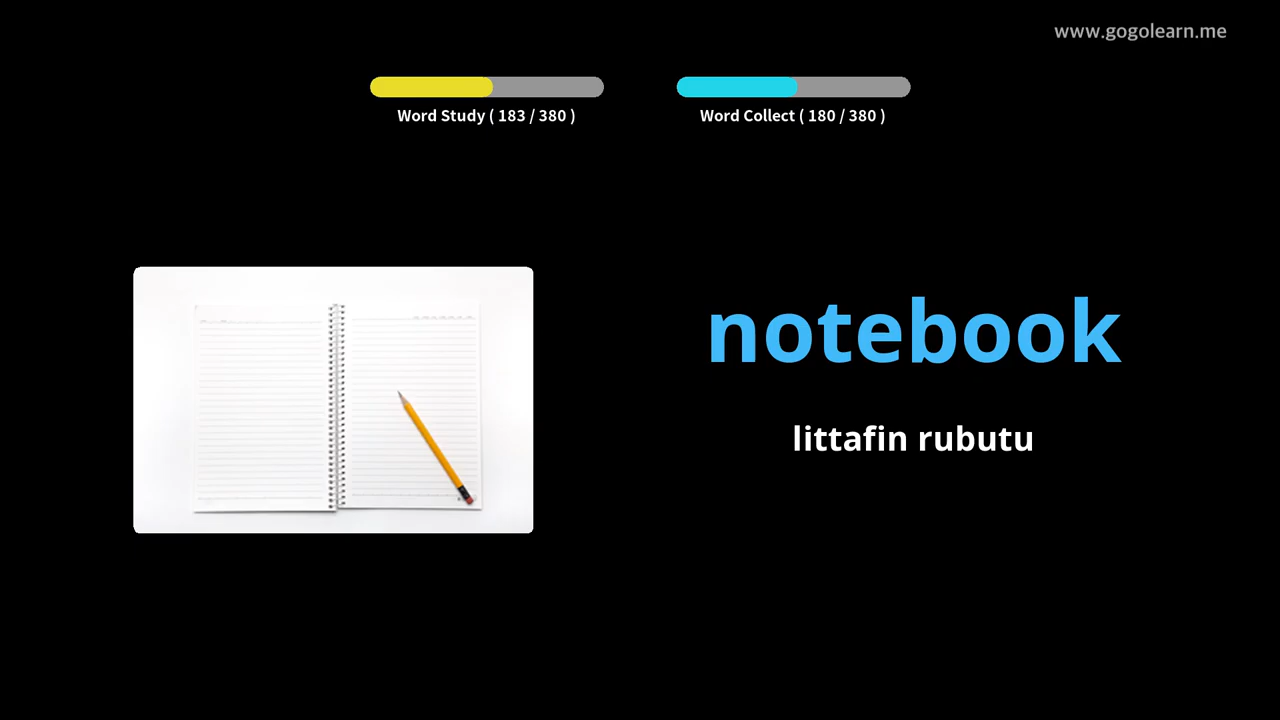 www.gogolearn.me
Word Study ( 183 / 380 )
Word Collect ( 180 / 380 )
notebook
littafin rubutu